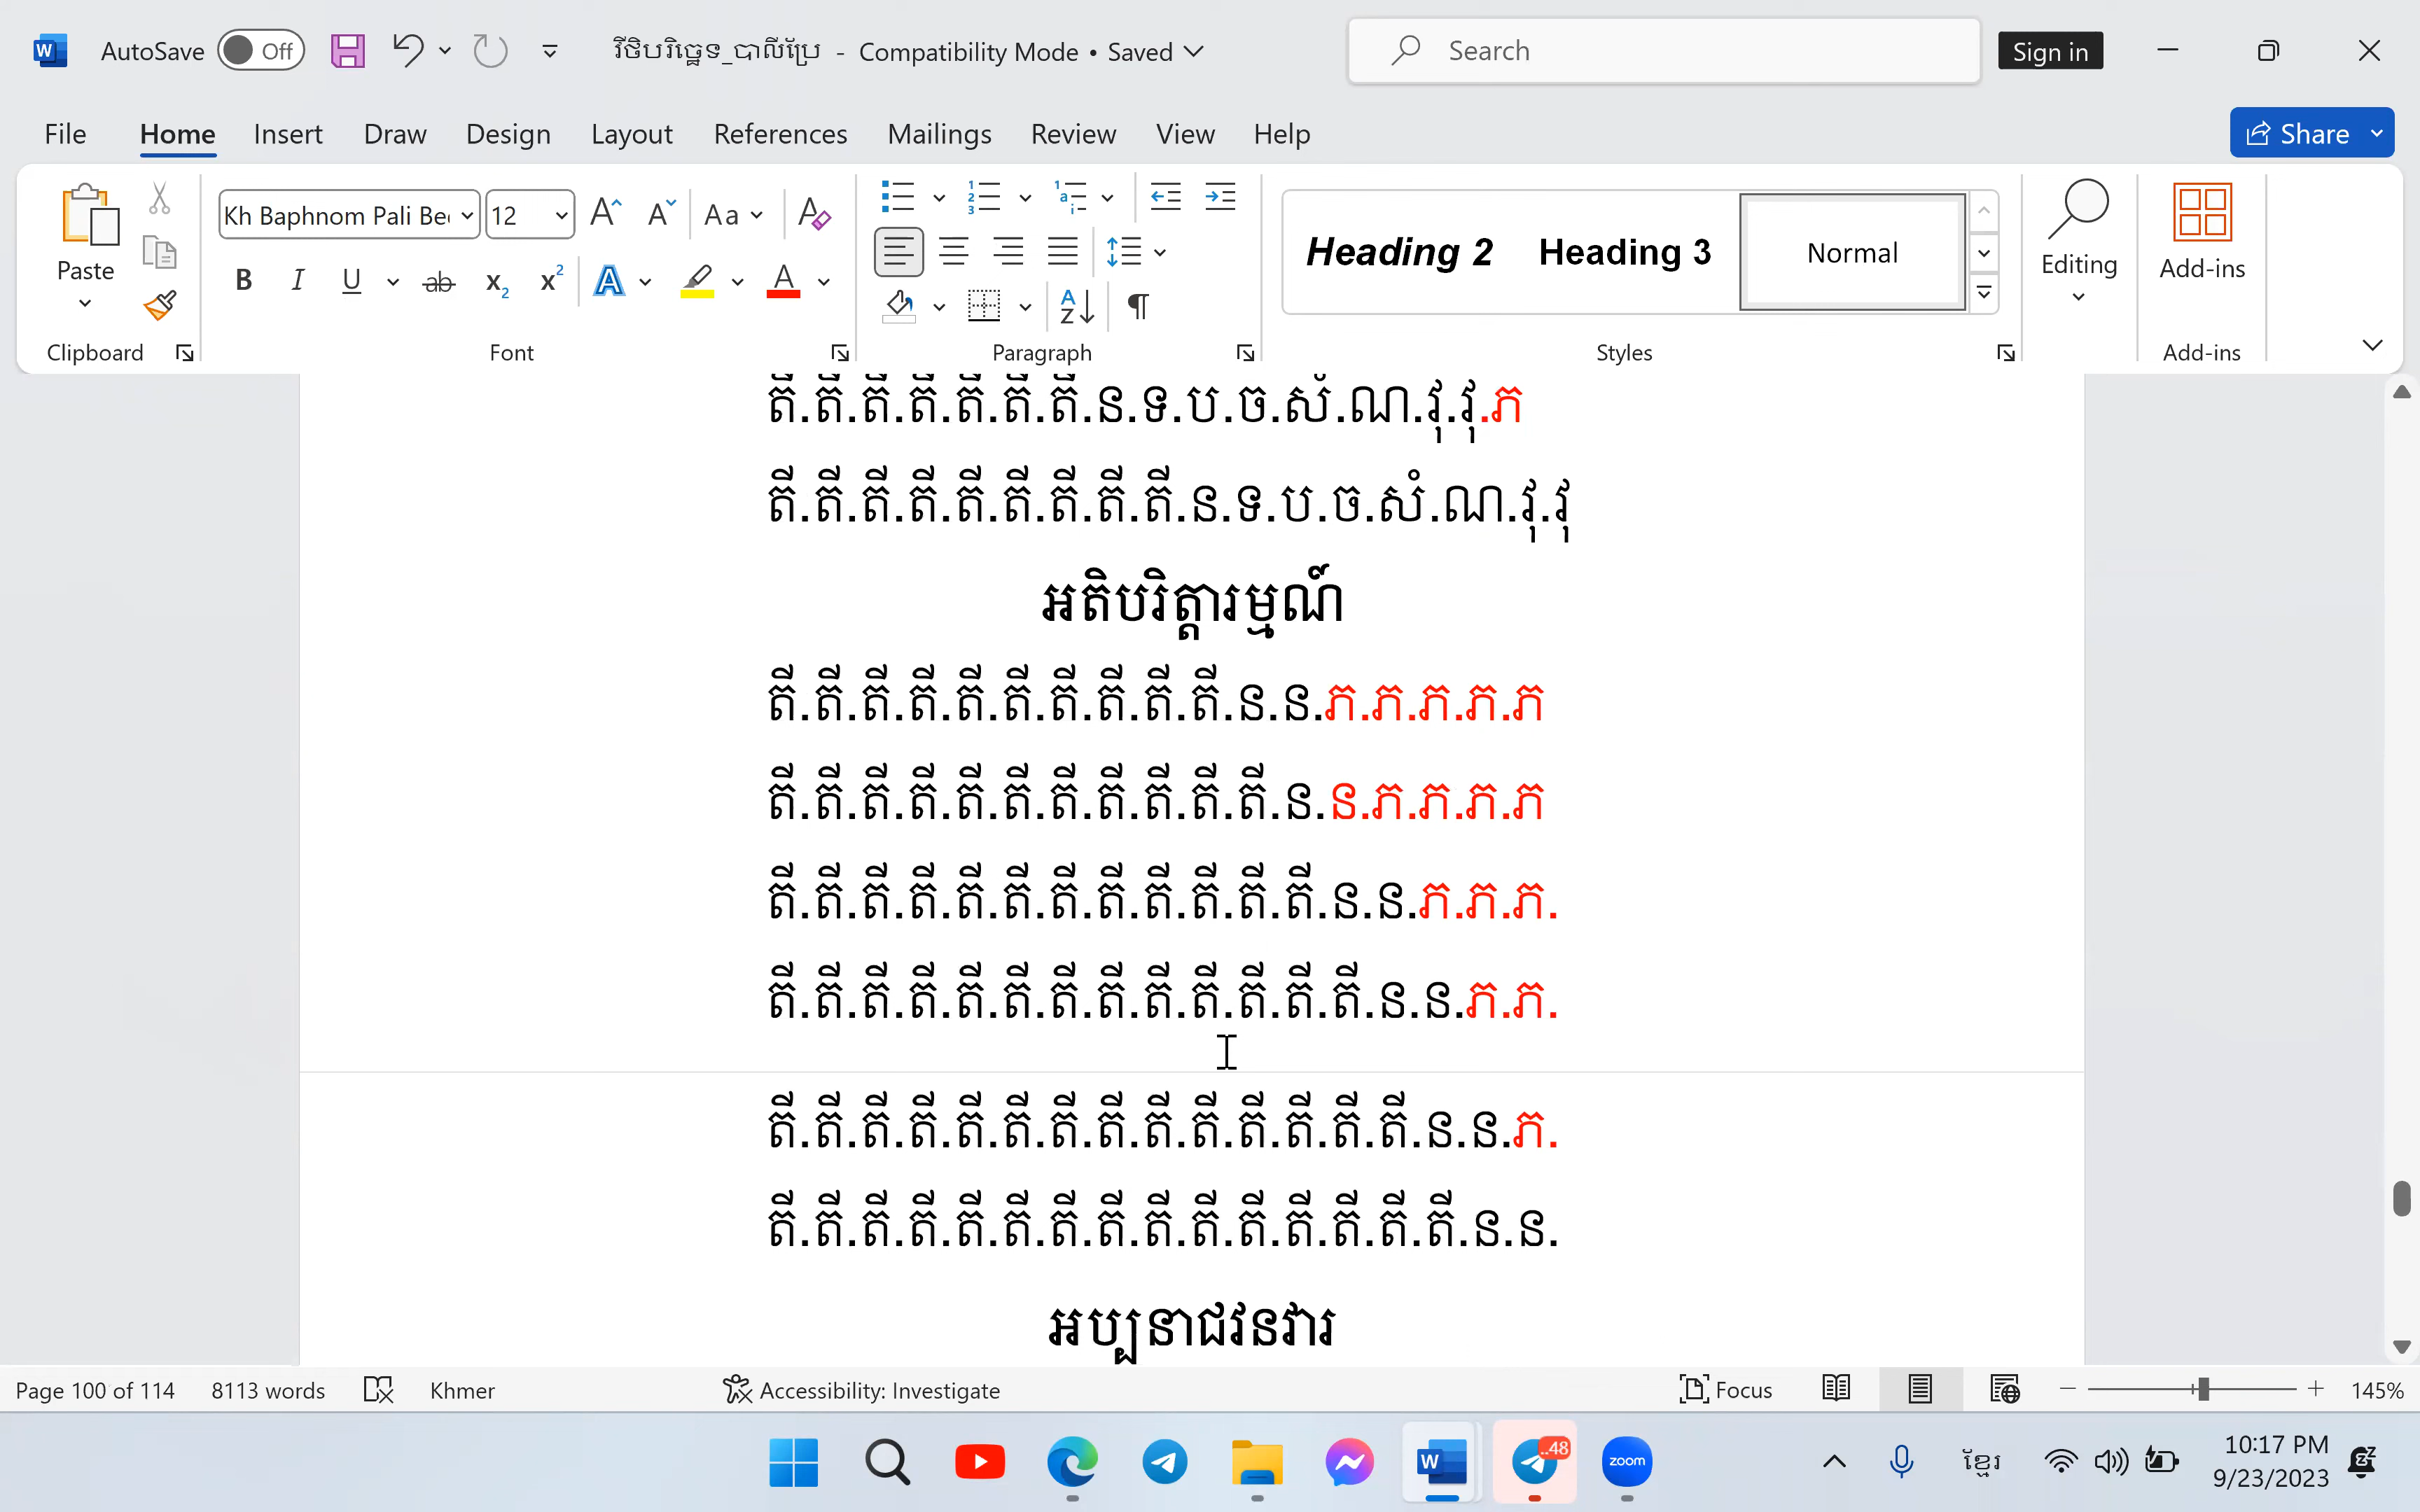 AutoSave Off វីថិបរិច្ឆេទ_បាលីប្រែ - Compatibility Mode • Saved Search Sign in
File Home Insert Draw Design Layout References Mailings Review View Help Share
Paste Kh Baphnom Pali Be 12 Aa Heading 2 Heading 3 Normal Editing Add-ins
Clipboard Font Paragraph Styles Add-ins
តី.តី.តី.តី.តី.តី.តី.ន.ទ.ប.ច.សំ.ណ.វុ.វុ.ភ
តី.តី.តី.តី.តី.តី.តី.តី.តី.ន.ទ.ប.ច.សំ.ណ.វុ.វុ
អតិបរិត្តារម្មណ៍
តី.តី.តី.តី.តី.តី.តី.តី.តី.តី.ន.ន.ភ.ភ.ភ.ភ.ភ
តី.តី.តី.តី.តី.តី.តី.តី.តី.តី.តី.ន.ន.ភ.ភ.ភ.ភ
តី.តី.តី.តី.តី.តី.តី.តី.តី.តី.តី.តី.ន.ន.ភ.ភ.ភ.
តី.តី.តី.តី.តី.តី.តី.តី.តី.តី.តី.តី.តី.ន.ន.ភ.ភ.
តី.តី.តី.តី.តី.តី.តី.តី.តី.តី.តី.តី.តី.តី.ន.ន.ភ.
តី.តី.តី.តី.តី.តី.តី.តី.តី.តី.តី.តី.តី.តី.តី.ន.ន.
អប្បនាជវនវារ
Page 100 of 114 8113 words Khmer Accessibility: Investigate Focus 145%
..48 zoom ខ្មែរ 10:17 PM
9/23/2023